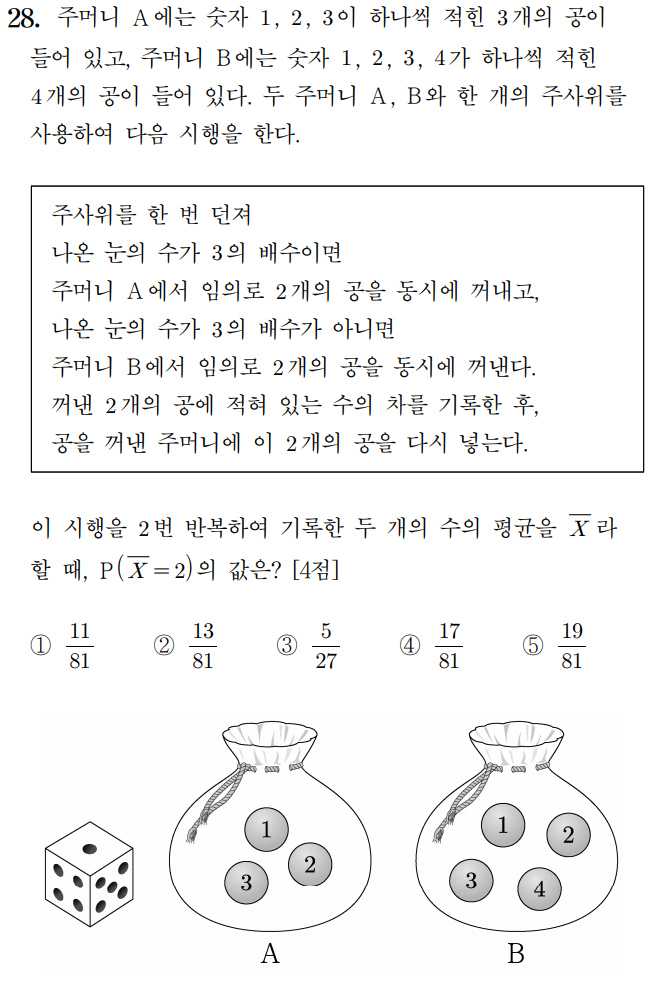 28. 주머니 A에는 숫자 1, 2, 3이 하나씩 적힌 3개의 공이
들어 있고, 주머니 B에는 숫자 1, 2, 3, 4가 하나씩 적힌
4개의 공이 들어 있다. 두 주머니 A, B와 한 개의 주사위를
사용하여 다음 시행을 한다.
주사위를 한 번 던져
나온 눈의 수가 3의 배수이면
주머니 A에서 임의로 2개의 공을 동시에 꺼내고,
나온 눈의 수가 3의 배수가 아니면
주머니 B에서 임의로 2개의 공을 동시에 꺼낸다.
꺼낸 2개의 공에 적혀 있는 수의 차를 기록한 후,
공을 꺼낸 주머니에 이 2개의 공을 다시 넣는다.
이 시행을 2번 반복하여 기록한 두 개의 수의 평균을 X̄ 라
할 때, P(X̄=2)의 값은? [4점]
① 11/81 ② 13/81 ③ 5/27 ④ 17/81 ⑤ 19/81
1 2 3
1 2 3 4
A B